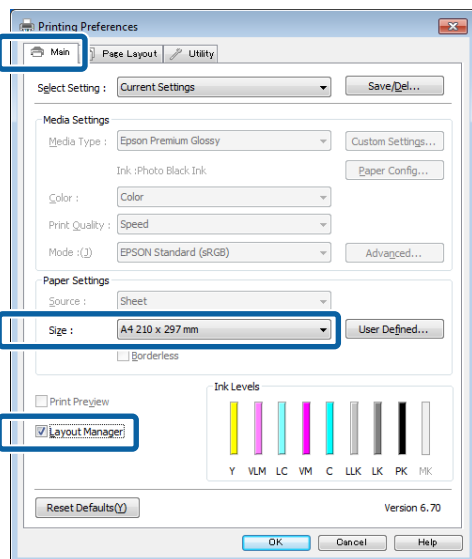 Printing Preferences
Main Page Layout Utility
Select Setting : Current Settings Save/Del...
Media Settings
Media Type : Epson Premium Glossy Custom Settings...
Ink :Photo Black Ink Paper Config...
Color : Color
Print Quality : Speed
Mode :(J) EPSON Standard (sRGB) Advanced...
Paper Settings
Source : Sheet
Size : A4 210 x 297 mm User Defined...
Borderless
Ink Levels
Print Preview
Layout Manager
Y VLM LC VM C LLK LK PK MK
Reset Defaults(Y) Version 6.70
OK Cancel Help